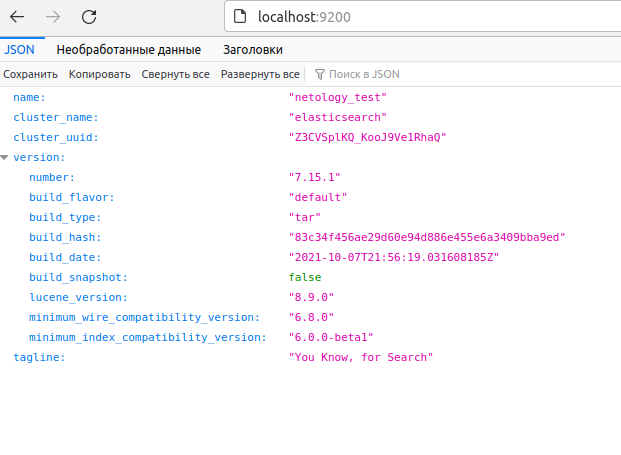 localhost:9200
JSON Необработанные данные Заголовки
Сохранить Копировать Свернуть все Развернуть все Поиск в JSON
name: "netology_test"
cluster_name: "elasticsearch"
cluster_uuid: "Z3CVSplKQ_KooJ9Ve1RhaQ"
version:
number: "7.15.1"
build_flavor: "default"
build_type: "tar"
build_hash: "83c34f456ae29d60e94d886e455e6a3409bba9ed"
build_date: "2021-10-07T21:56:19.031608185Z"
build_snapshot: false
lucene_version: "8.9.0"
minimum_wire_compatibility_version: "6.8.0"
minimum_index_compatibility_version: "6.0.0-beta1"
tagline: "You Know, for Search"